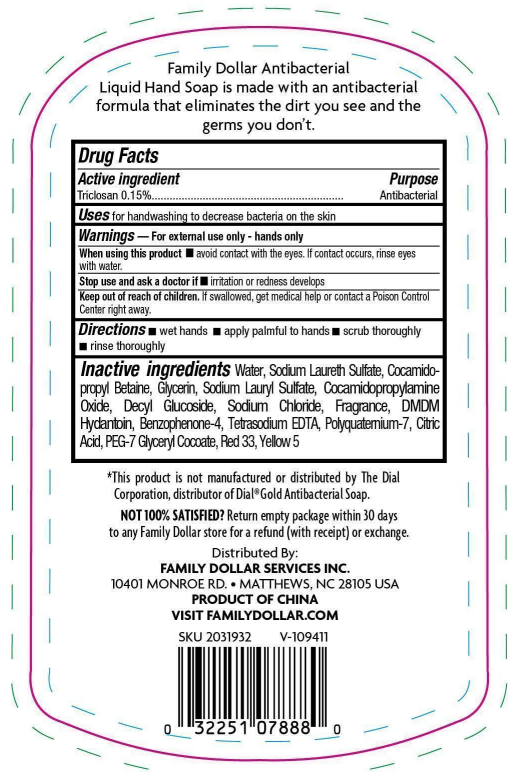 Family Dollar Antibacterial
Liquid Hand Soap is made with an antibacterial
formula that eliminates the dirt you see and the
germs you don't.
Drug Facts
Active ingredient Purpose
Triclosan 0.15%............................................................ Antibacterial
Uses for handwashing to decrease bacteria on the skin
Warnings — For external use only - hands only
When using this product ■ avoid contact with the eyes. If contact occurs, rinse eyes
with water.
Stop use and ask a doctor if ■ irritation or redness develops
Keep out of reach of children. If swallowed, get medical help or contact a Poison Control
Center right away.
Directions ■ wet hands ■ apply palmful to hands ■ scrub thoroughly
■ rinse thoroughly
Inactive ingredients Water, Sodium Laureth Sulfate, Cocamido-
propyl Betaine, Glycerin, Sodium Lauryl Sulfate, Cocamidopropylamine
Oxide, Decyl Glucoside, Sodium Chloride, Fragrance, DMDM
Hydantoin, Benzophenone-4, Tetrasodium EDTA, Polyquaternium-7, Citric
Acid, PEG-7 Glyceryl Cocoate, Red 33, Yellow 5
*This product is not manufactured or distributed by The Dial
Corporation, distributor of Dial® Gold Antibacterial Soap.
NOT 100% SATISFIED? Return empty package within 30 days
to any Family Dollar store for a refund (with receipt) or exchange.
Distributed By:
FAMILY DOLLAR SERVICES INC.
10401 MONROE RD. • MATTHEWS, NC 28105 USA
PRODUCT OF CHINA
VISIT FAMILYDOLLAR.COM
SKU 2031932 V-109411
0 32251 07888 0